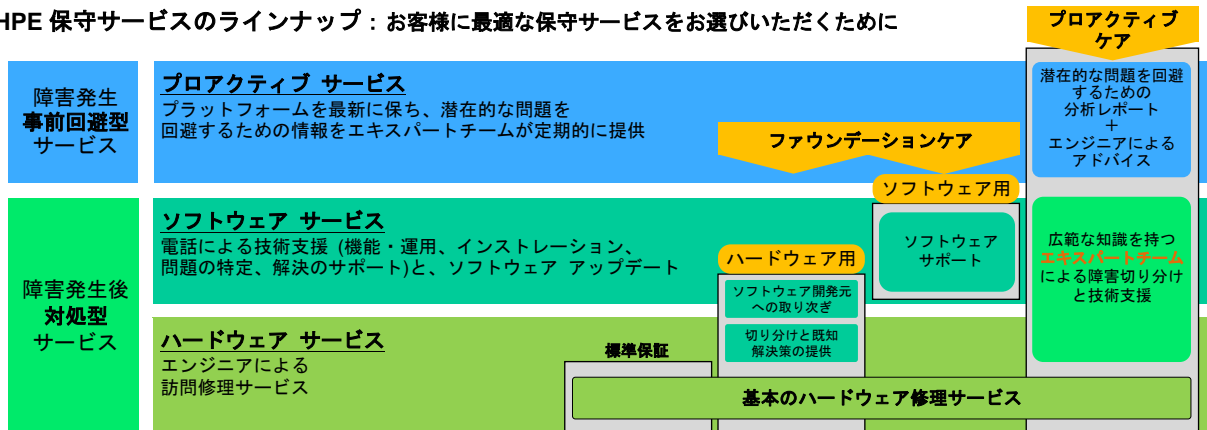 HPE 保守サービスのラインナップ：お客様に最適な保守サービスをお選びいただくために
プロアクティブ
ケア
障害発生
事前回避型
サービス
プロアクティブ サービス
プラットフォームを最新に保ち、潜在的な問題を
回避するための情報をエキスパートチームが定期的に提供
ファウンデーションケア
潜在的な問題を回避
するための
分析レポート
＋
エンジニアによる
アドバイス
障害発生後
対処型
サービス
ソフトウェア サービス
電話による技術支援 (機能・運用、インストレーション、
問題の特定、解決のサポート)と、ソフトウェア アップデート
ソフトウェア用
ソフトウェア
サポート
ハードウェア用
ソフトウェア開発元
への取り次ぎ
切り分けと既知
解決策の提供
広範な知識を持つ
エキスパートチーム
による障害切り分け
と技術支援
ハードウェア サービス
エンジニアによる
訪問修理サービス
標準保証
基本のハードウェア修理サービス